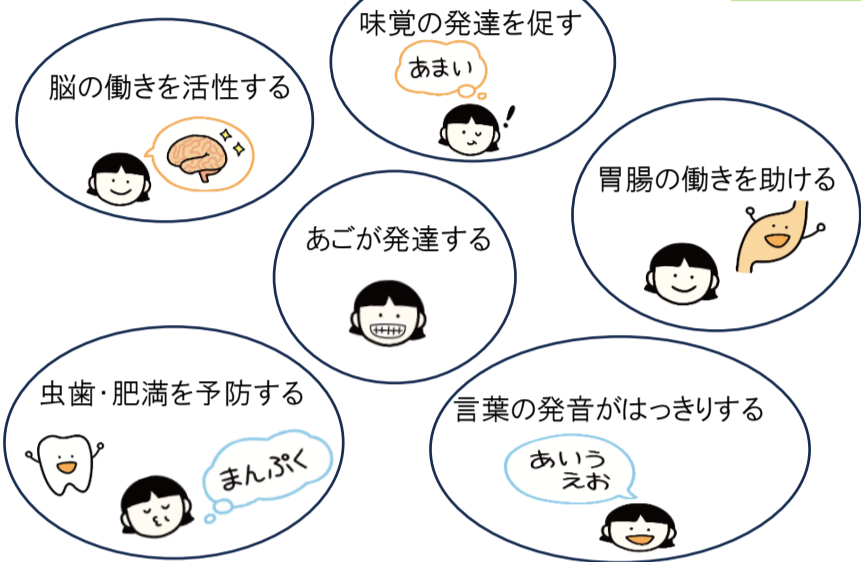 味覚の発達を促す
あまい
脳の働きを活性する
胃腸の働きを助ける
あごが発達する
虫歯・肥満を予防する
まんぷく
言葉の発音がはっきりする
あいう
えお